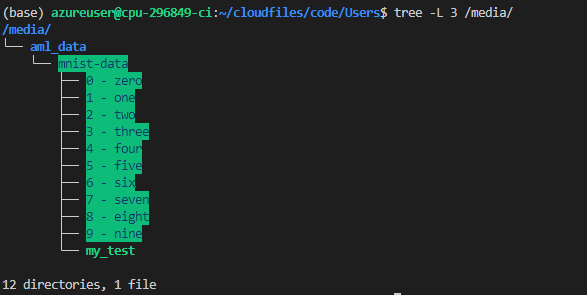 (base) azureuser@cpu-296849-ci:~/cloudfiles/code/Users$ tree -L 3 /media/
/media/
└── aml_data
    └── mnist-data
        ├── 0 - zero
        ├── 1 - one
        ├── 2 - two
        ├── 3 - three
        ├── 4 - four
        ├── 5 - five
        ├── 6 - six
        ├── 7 - seven
        ├── 8 - eight
        ├── 9 - nine
        └── my_test
12 directories, 1 file